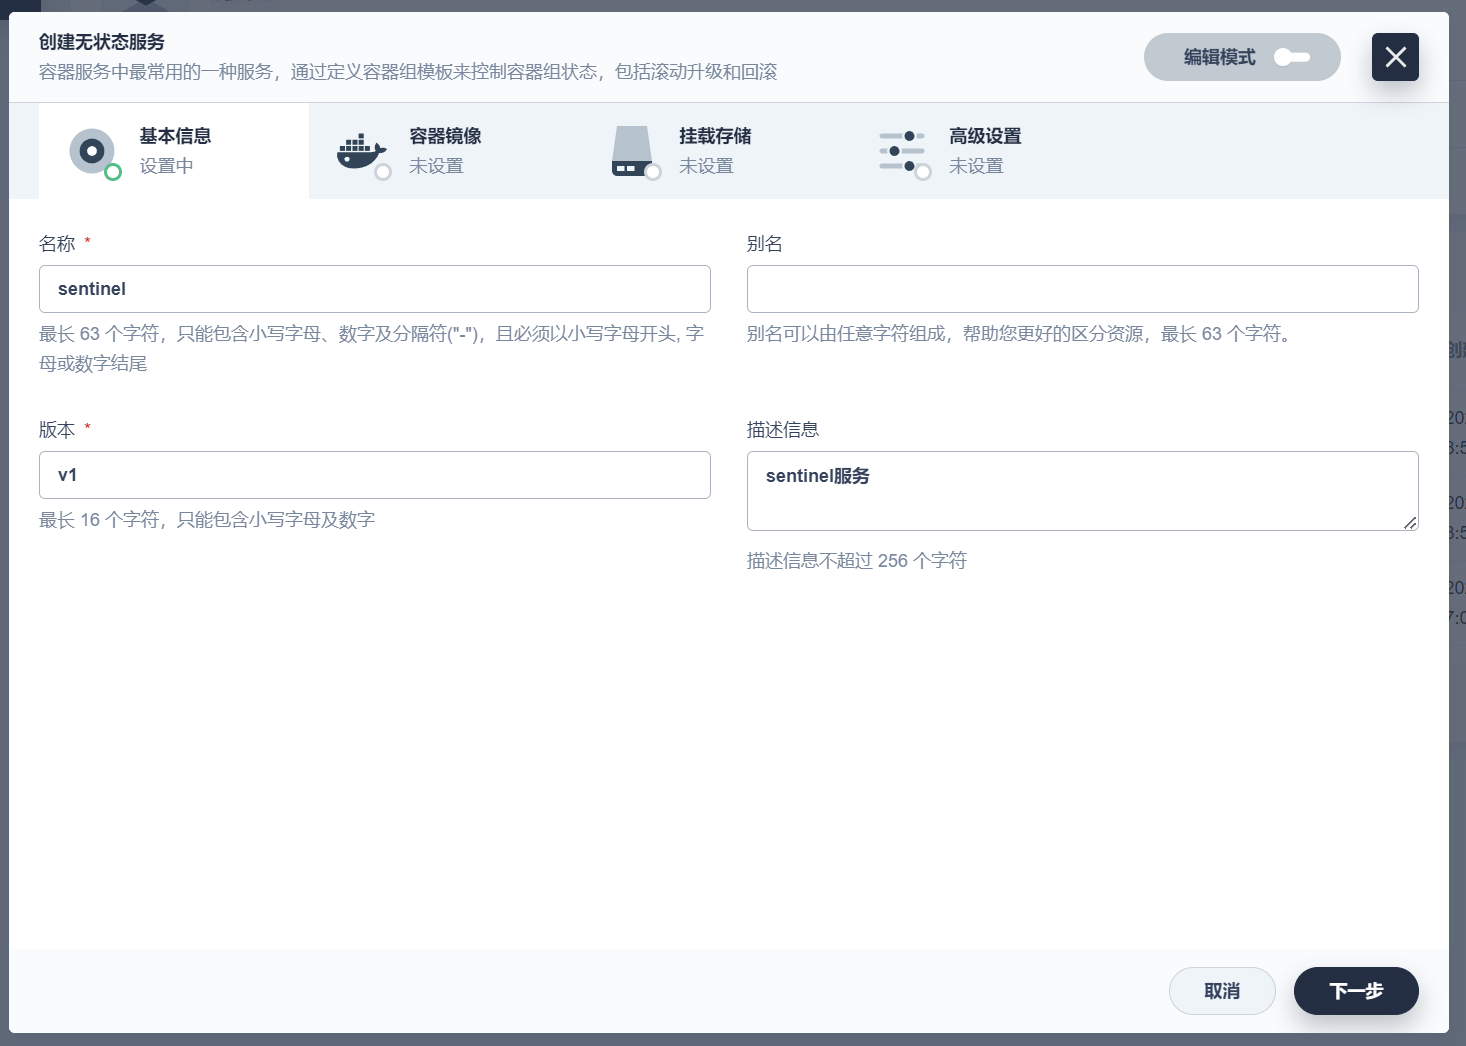 创建无状态服务
容器服务中最常用的一种服务，通过定义容器组模板来控制容器组状态，包括滚动升级和回滚
编辑模式
基本信息
设置中
容器镜像
未设置
挂载存储
未设置
高级设置
未设置
名称 *
sentinel
最长 63 个字符，只能包含小写字母、数字及分隔符("-")，且必须以小写字母开头, 字
母或数字结尾
别名
别名可以由任意字符组成，帮助您更好的区分资源，最长 63 个字符。
版本 *
v1
最长 16 个字符，只能包含小写字母及数字
描述信息
sentinel服务
描述信息不超过 256 个字符
取消
下一步